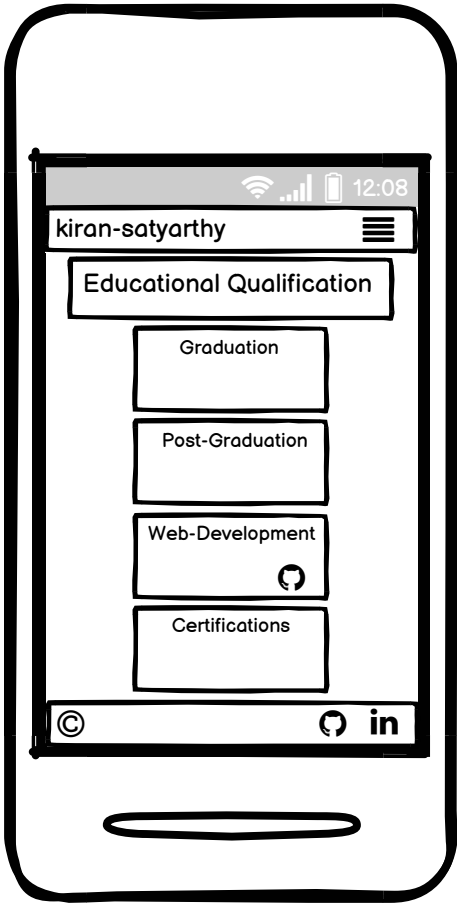 12:08
kiran-satyarthy
Educational Qualification
Graduation
Post-Graduation
Web-Development
Certifications
© in